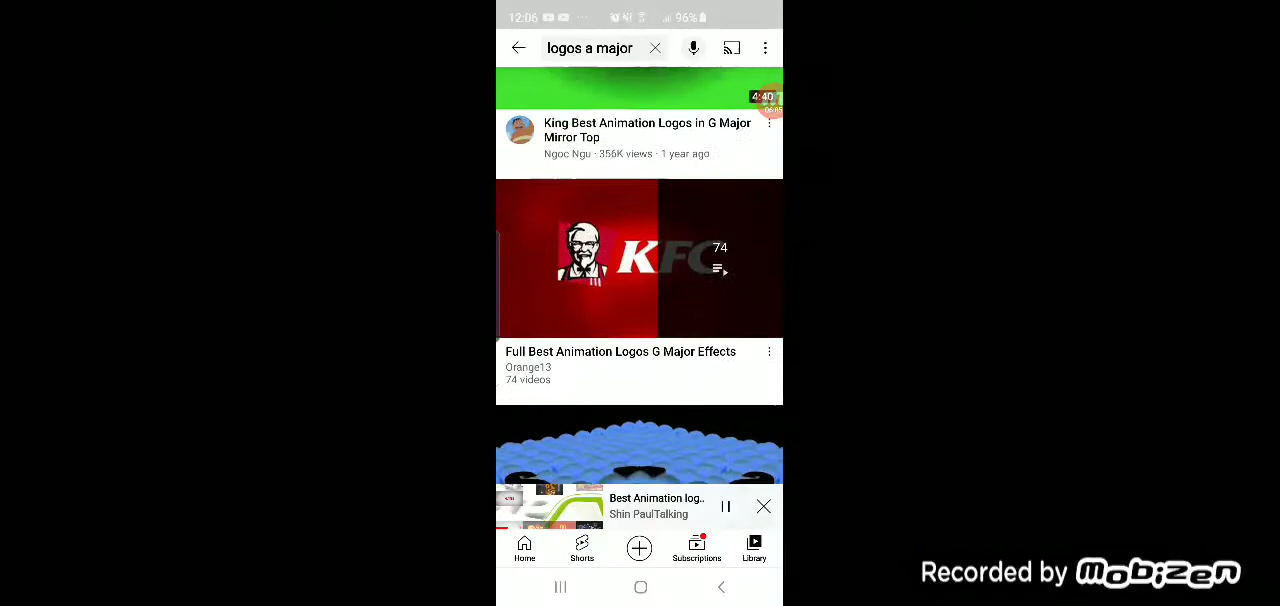 12:06
96%
logos a major
4:40
06:05
King Best Animation Logos in G Major
Mirror Top
Ngoc Ngu · 356K views · 1 year ago
KFC
74
Full Best Animation Logos G Major Effects
Orange13
74 videos
Best Animation log..
Shin PaulTalking
Home
Shorts
Subscriptions
Library
Recorded by mobizen